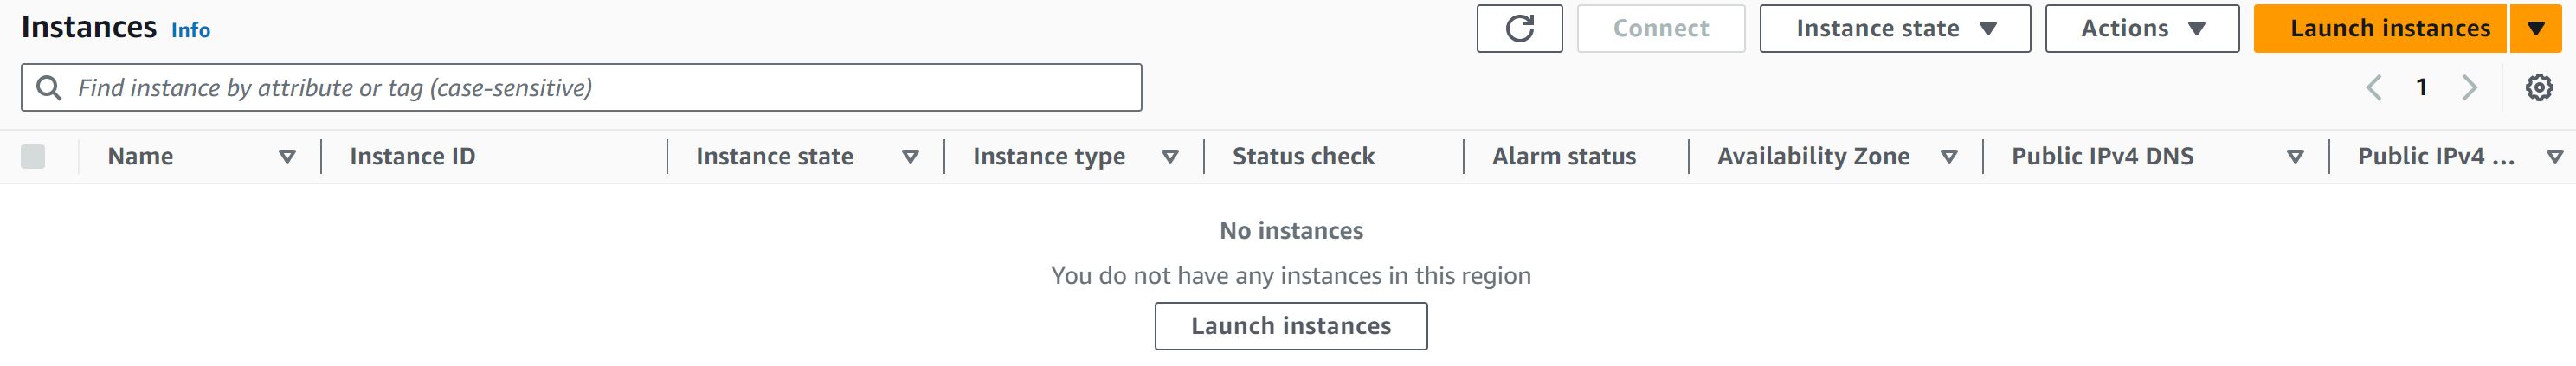 Instances Info Connect Instance state Actions Launch instances
Find instance by attribute or tag (case-sensitive) 1
Name Instance ID Instance state Instance type Status check Alarm status Availability Zone Public IPv4 DNS Public IPv4 ...
No instances
You do not have any instances in this region
Launch instances